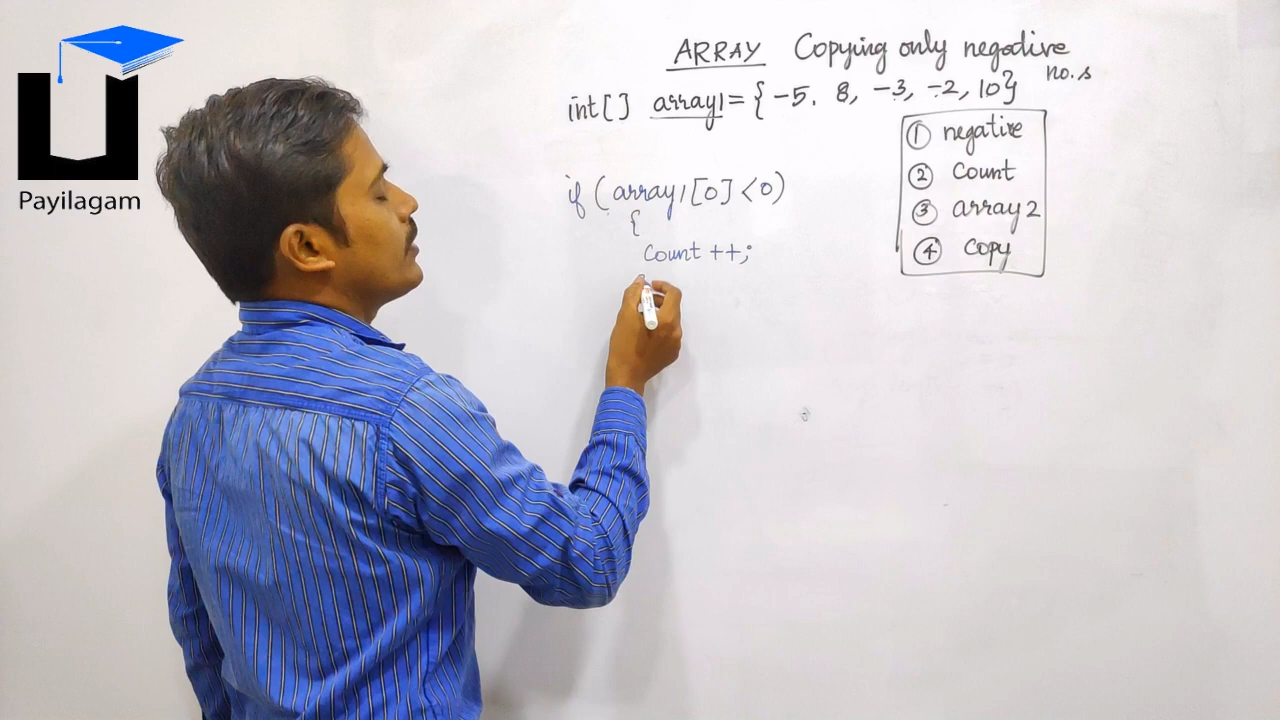 Payilagam
ARRAY Copying only negative
no.s
int[] array1 = { -5. 8, -3, -2, 10}
① negative
② Count
③ array2
④ Copy
if (array1[0] < 0)
{
Count ++;